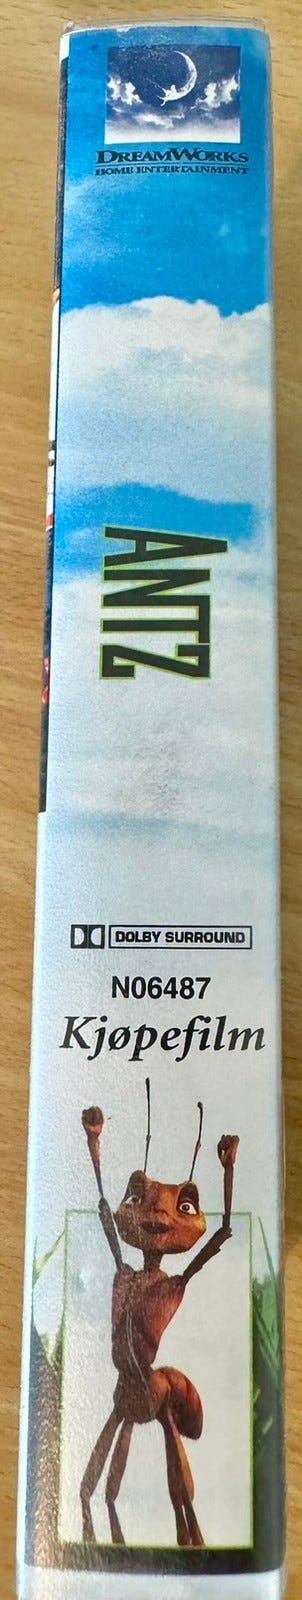 DREAMWORKS
HOME ENTERTAINMENT
ANTZ
DOLBY SURROUND
N06487
Kjøpefilm